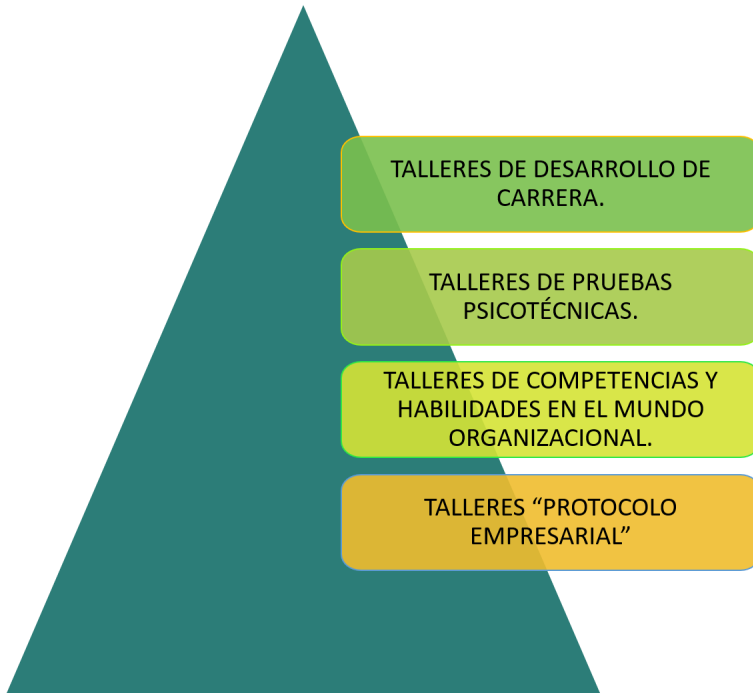 TALLERES DE DESARROLLO DE
CARRERA.
TALLERES DE PRUEBAS
PSICOTÉCNICAS.
TALLERES DE COMPETENCIAS Y
HABILIDADES EN EL MUNDO
ORGANIZACIONAL.
TALLERES “PROTOCOLO
EMPRESARIAL”